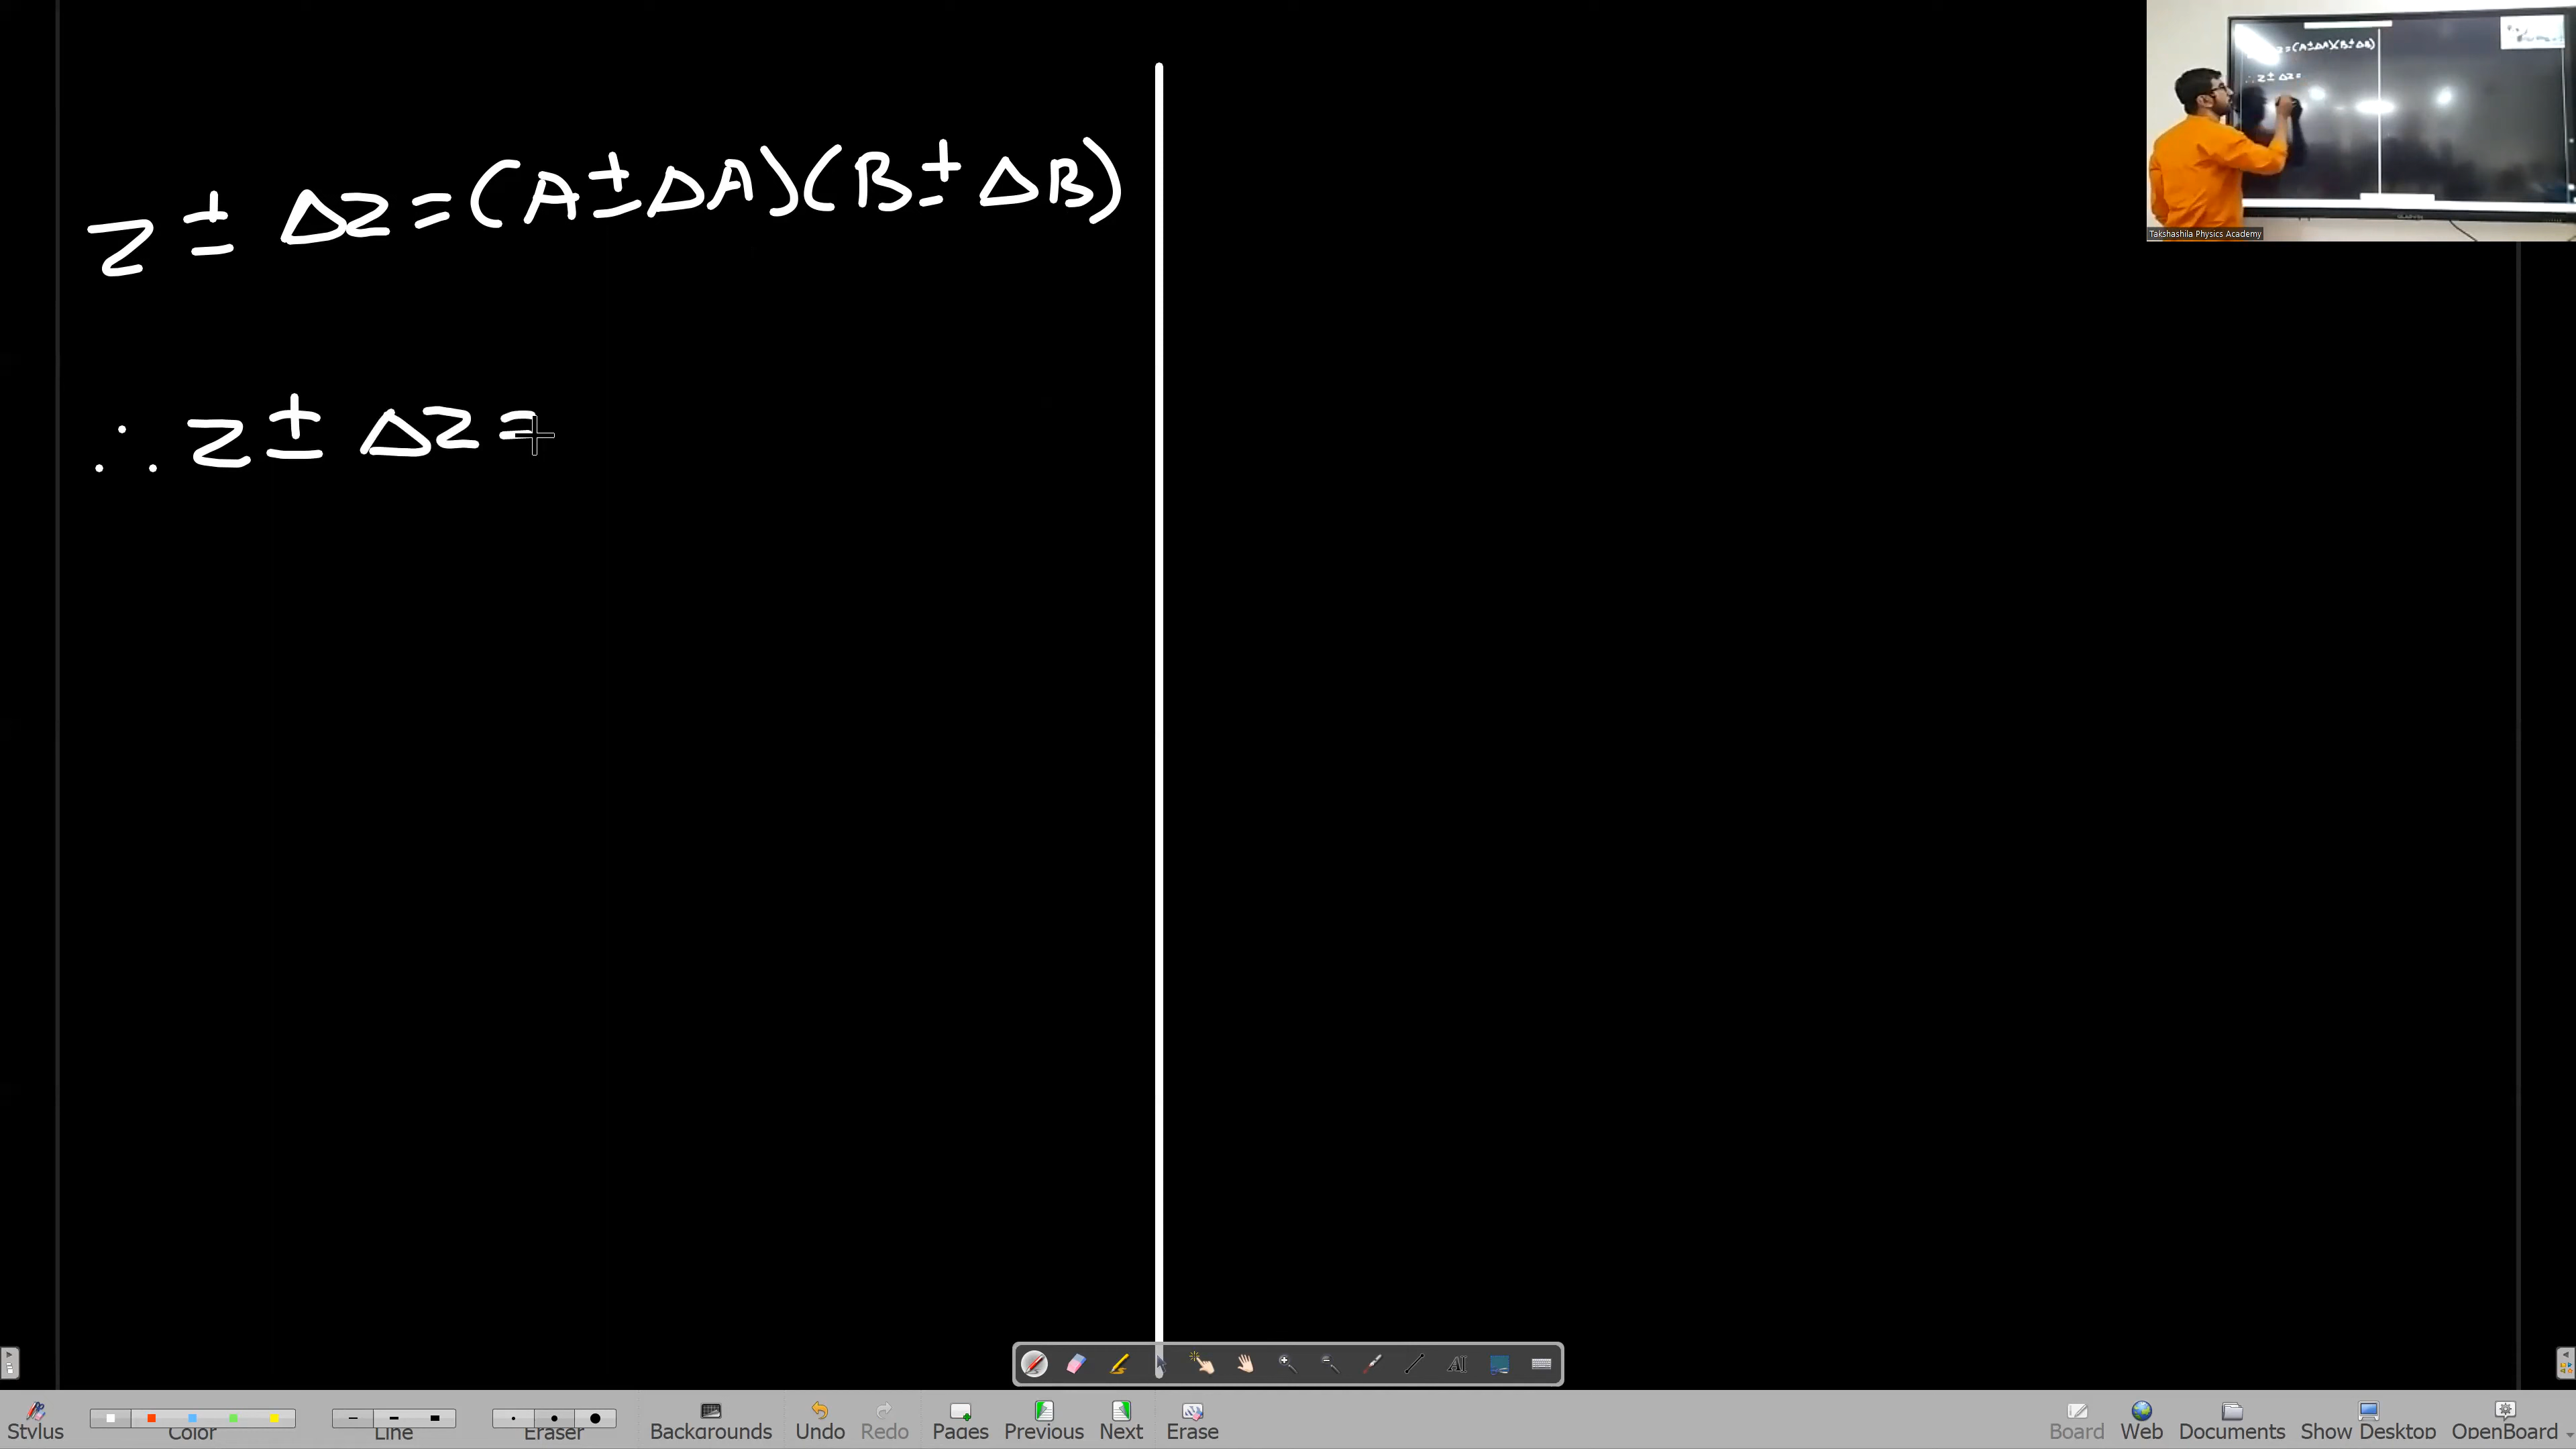 Z ± ΔZ = (A ± ΔA)(B ± ΔB)
∴ Z ± ΔZ =
Takshashila Physics Academy
Stylus
Color
Line
Eraser
Backgrounds
Undo
Redo
Pages
Previous
Next
Erase
Board
Web
Documents
Show Desktop
OpenBoard